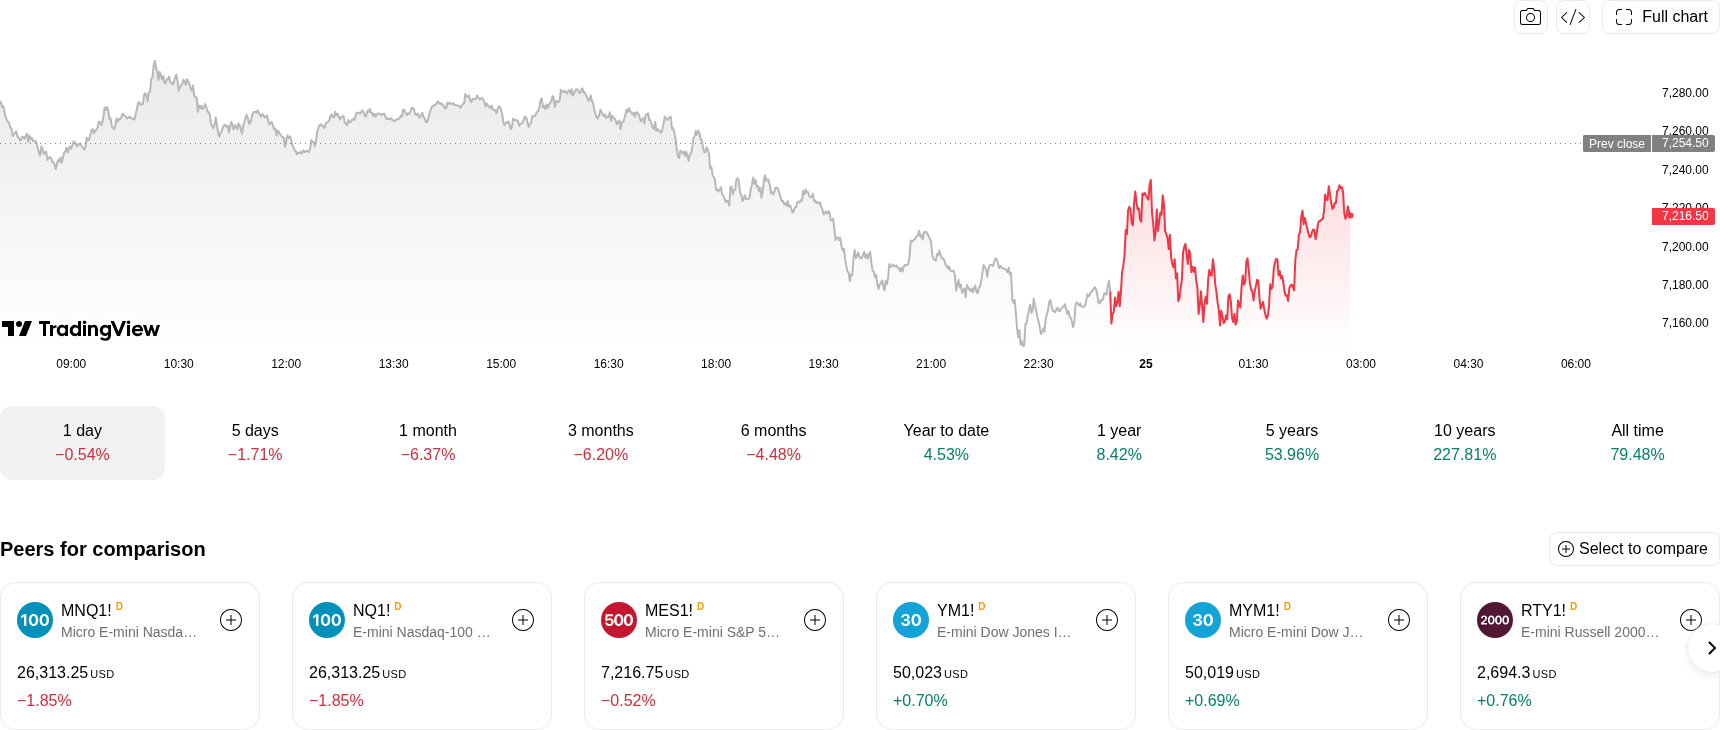 Full chart
7,280.00
7,260.00
Prev close 7,254.50
7,240.00
7,220.00
7,216.50
7,200.00
7,180.00
7,160.00
TradingView
09:00 10:30 12:00 13:30 15:00 16:30 18:00 19:30 21:00 22:30 25 01:30 03:00 04:30 06:00
1 day 5 days 1 month 3 months 6 months Year to date 1 year 5 years 10 years All time
−0.54% −1.71% −6.37% −6.20% −4.48% 4.53% 8.42% 53.96% 227.81% 79.48%
Peers for comparison
Select to compare
100 MNQ1! D
Micro E-mini Nasda…
26,313.25 USD
−1.85%
100 NQ1! D
E-mini Nasdaq-100 …
26,313.25 USD
−1.85%
500 MES1! D
Micro E-mini S&P 5…
7,216.75 USD
−0.52%
30 YM1! D
E-mini Dow Jones I…
50,023 USD
+0.70%
30 MYM1! D
Micro E-mini Dow J…
50,019 USD
+0.69%
2000 RTY1! D
E-mini Russell 2000…
2,694.3 USD
+0.76%